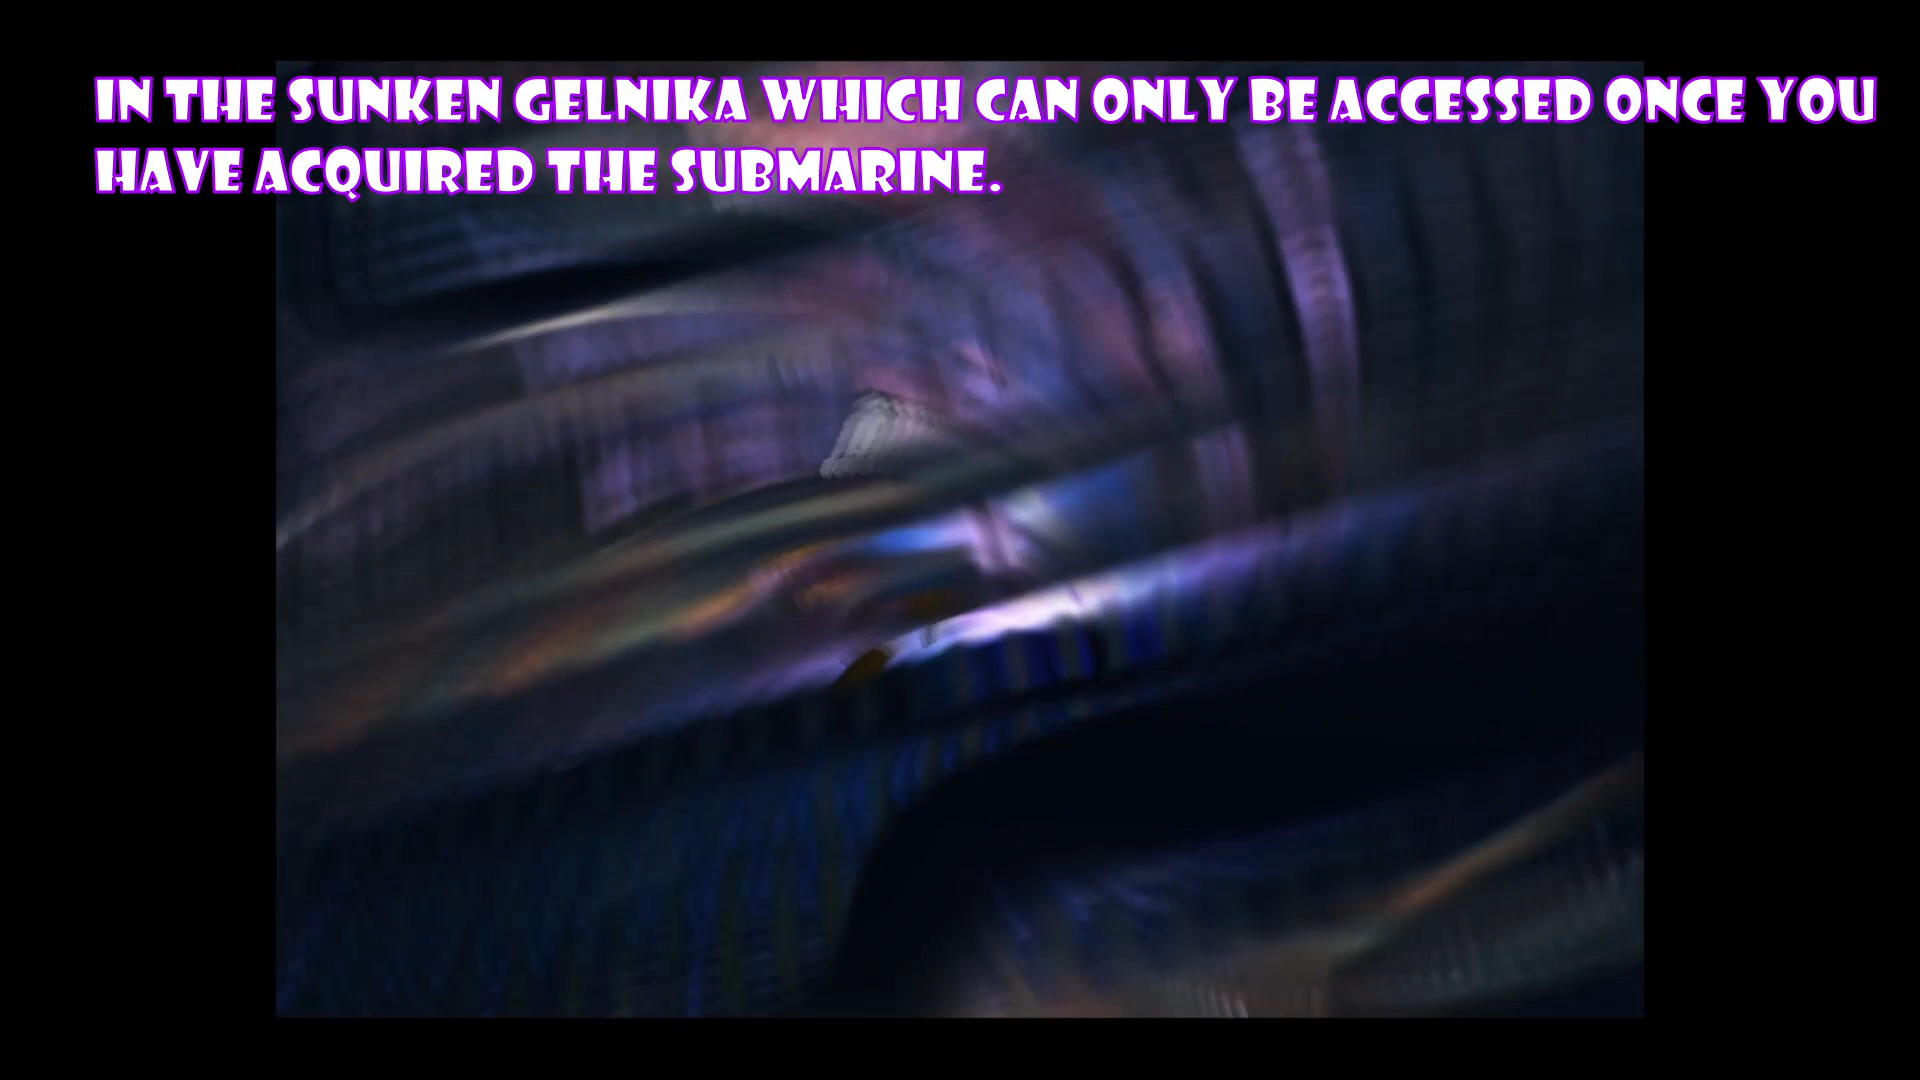 IN THE SUNKEN GELNIKA WHICH CAN ONLY BE ACCESSED ONCE YOU
HAVE ACQUIRED THE SUBMARINE.